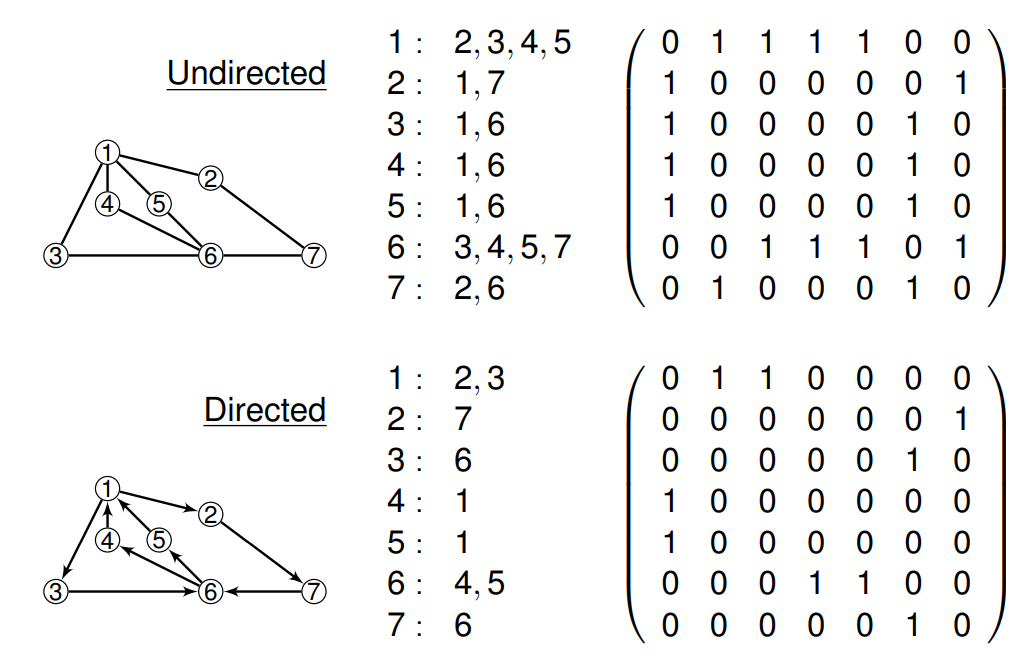 Undirected
1
2
4
5
3
6
7
1 : 2, 3, 4, 5
2 : 1, 7
3 : 1, 6
4 : 1, 6
5 : 1, 6
6 : 3, 4, 5, 7
7 : 2, 6
0 1 1 1 1 0 0
1 0 0 0 0 0 1
1 0 0 0 0 1 0
1 0 0 0 0 1 0
1 0 0 0 0 1 0
0 0 1 1 1 0 1
0 1 0 0 0 1 0
Directed
1
2
4
5
3
6
7
1 : 2, 3
2 : 7
3 : 6
4 : 1
5 : 1
6 : 4, 5
7 : 6
0 1 1 0 0 0 0
0 0 0 0 0 0 1
0 0 0 0 0 1 0
1 0 0 0 0 0 0
1 0 0 0 0 0 0
0 0 0 1 1 0 0
0 0 0 0 0 1 0